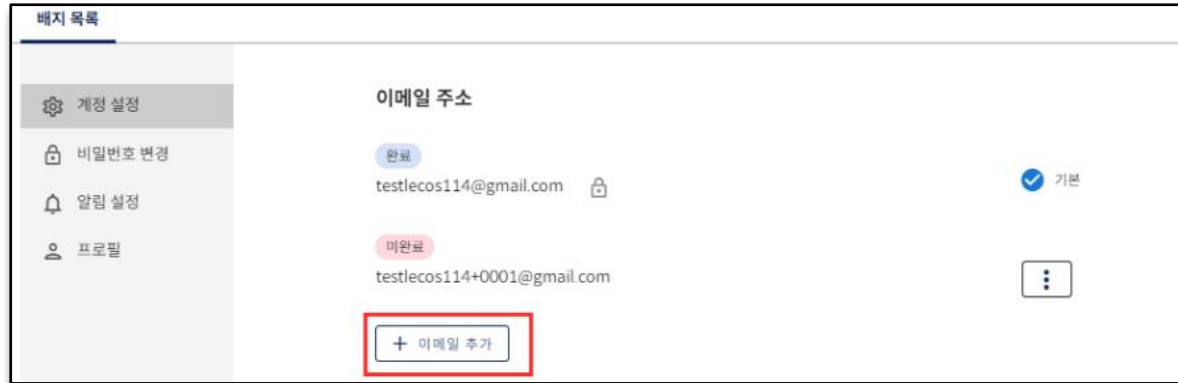 배지 목록
계정 설정
비밀번호 변경
알림 설정
프로필
이메일 주소
완료
testlecos114@gmail.com
기본
미완료
testlecos114+0001@gmail.com
+ 이메일 추가